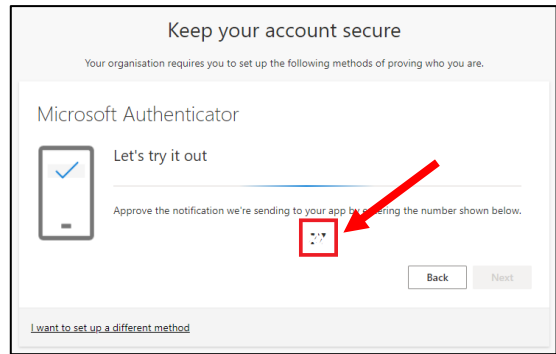 Keep your account secure
Your organisation requires you to set up the following methods of proving who you are.
Microsoft Authenticator
Let's try it out
Approve the notification we're sending to your app by entering the number shown below.
Back
Next
I want to set up a different method